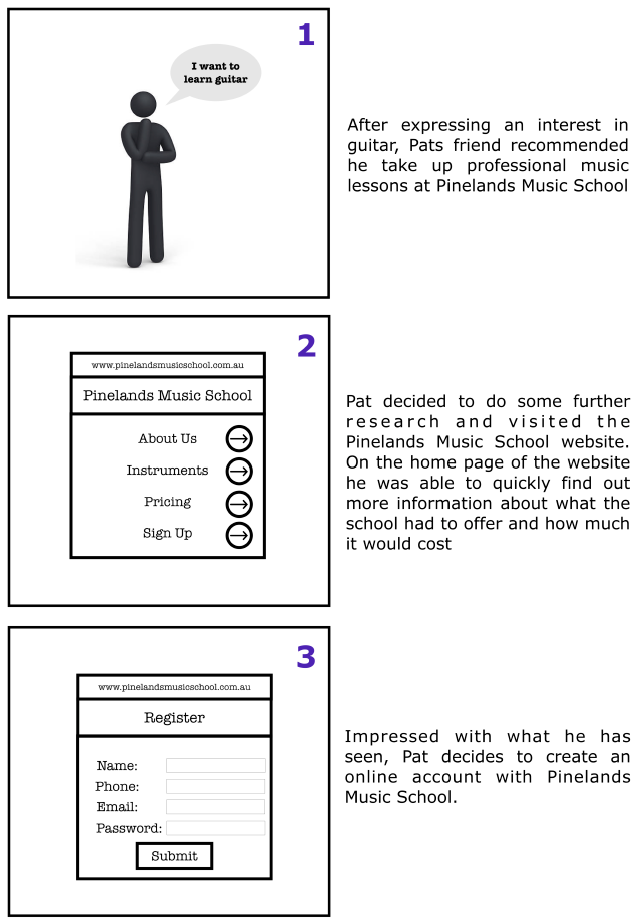 1
I want to
learn guitar
After expressing an interest in
guitar, Pats friend recommended
he take up professional music
lessons at Pinelands Music School
2
www.pinelandsmusicschool.com.au
Pinelands Music School
About Us
Instruments
Pricing
Sign Up
Pat decided to do some further
research and visited the
Pinelands Music School website.
On the home page of the website
he was able to quickly find out
more information about what the
school had to offer and how much
it would cost
3
www.pinelandsmusicschool.com.au
Register
Name:
Phone:
Email:
Password:
Submit
Impressed with what he has
seen, Pat decides to create an
online account with Pinelands
Music School.